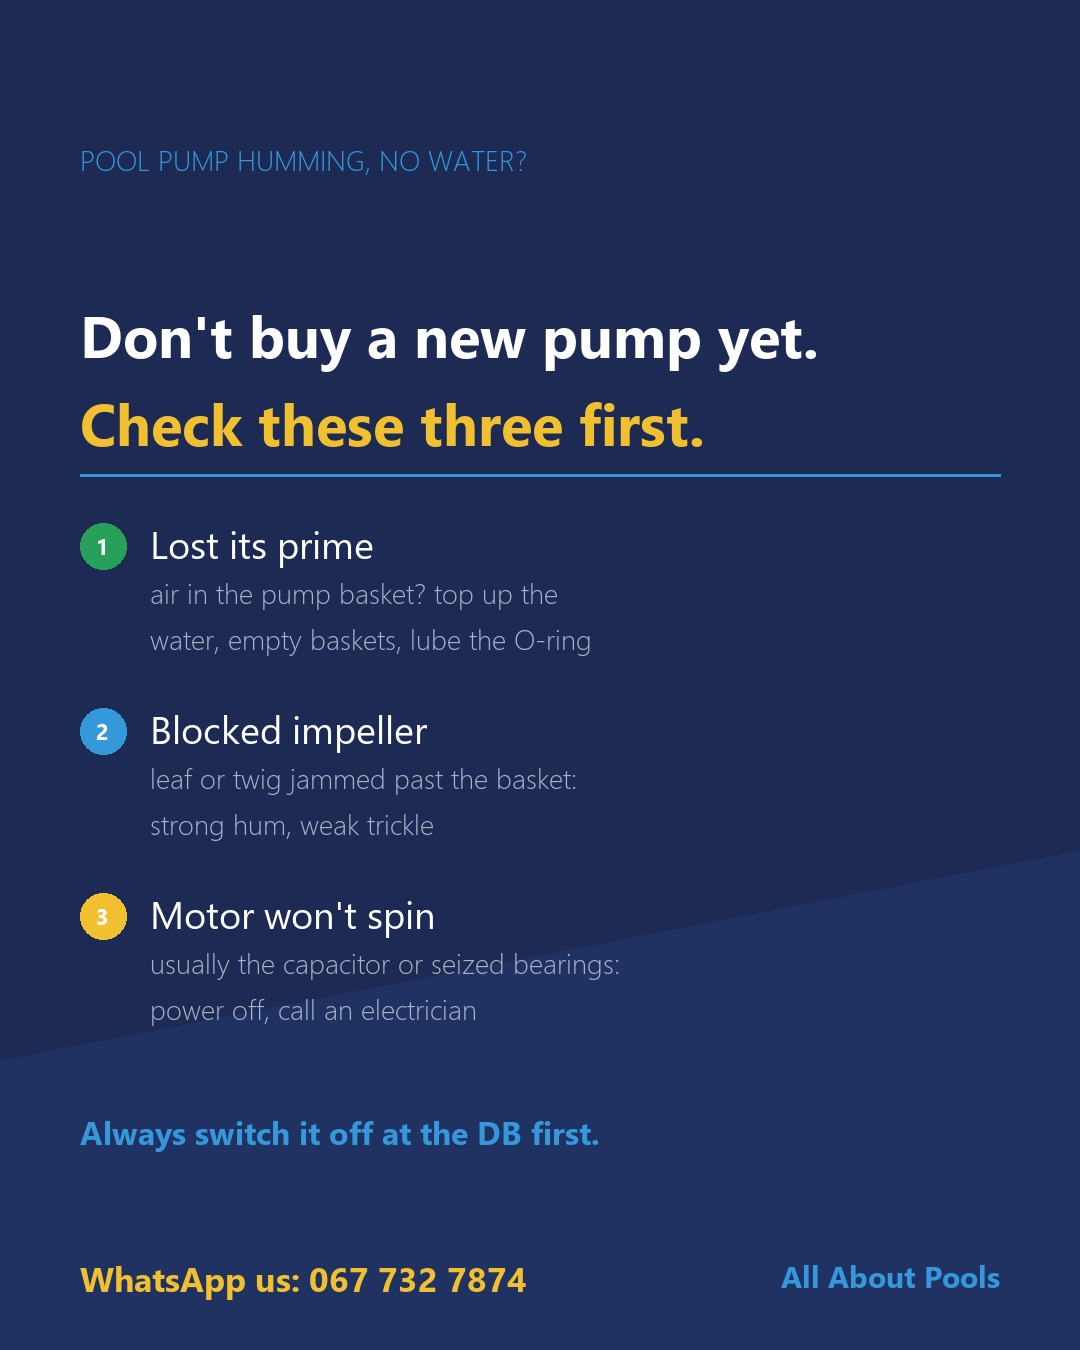 POOL PUMP HUMMING, NO WATER?
Don't buy a new pump yet.
Check these three first.
1 Lost its prime
air in the pump basket? top up the
water, empty baskets, lube the O-ring
2 Blocked impeller
leaf or twig jammed past the basket:
strong hum, weak trickle
3 Motor won't spin
usually the capacitor or seized bearings:
power off, call an electrician
Always switch it off at the DB first.
WhatsApp us: 067 732 7874
All About Pools